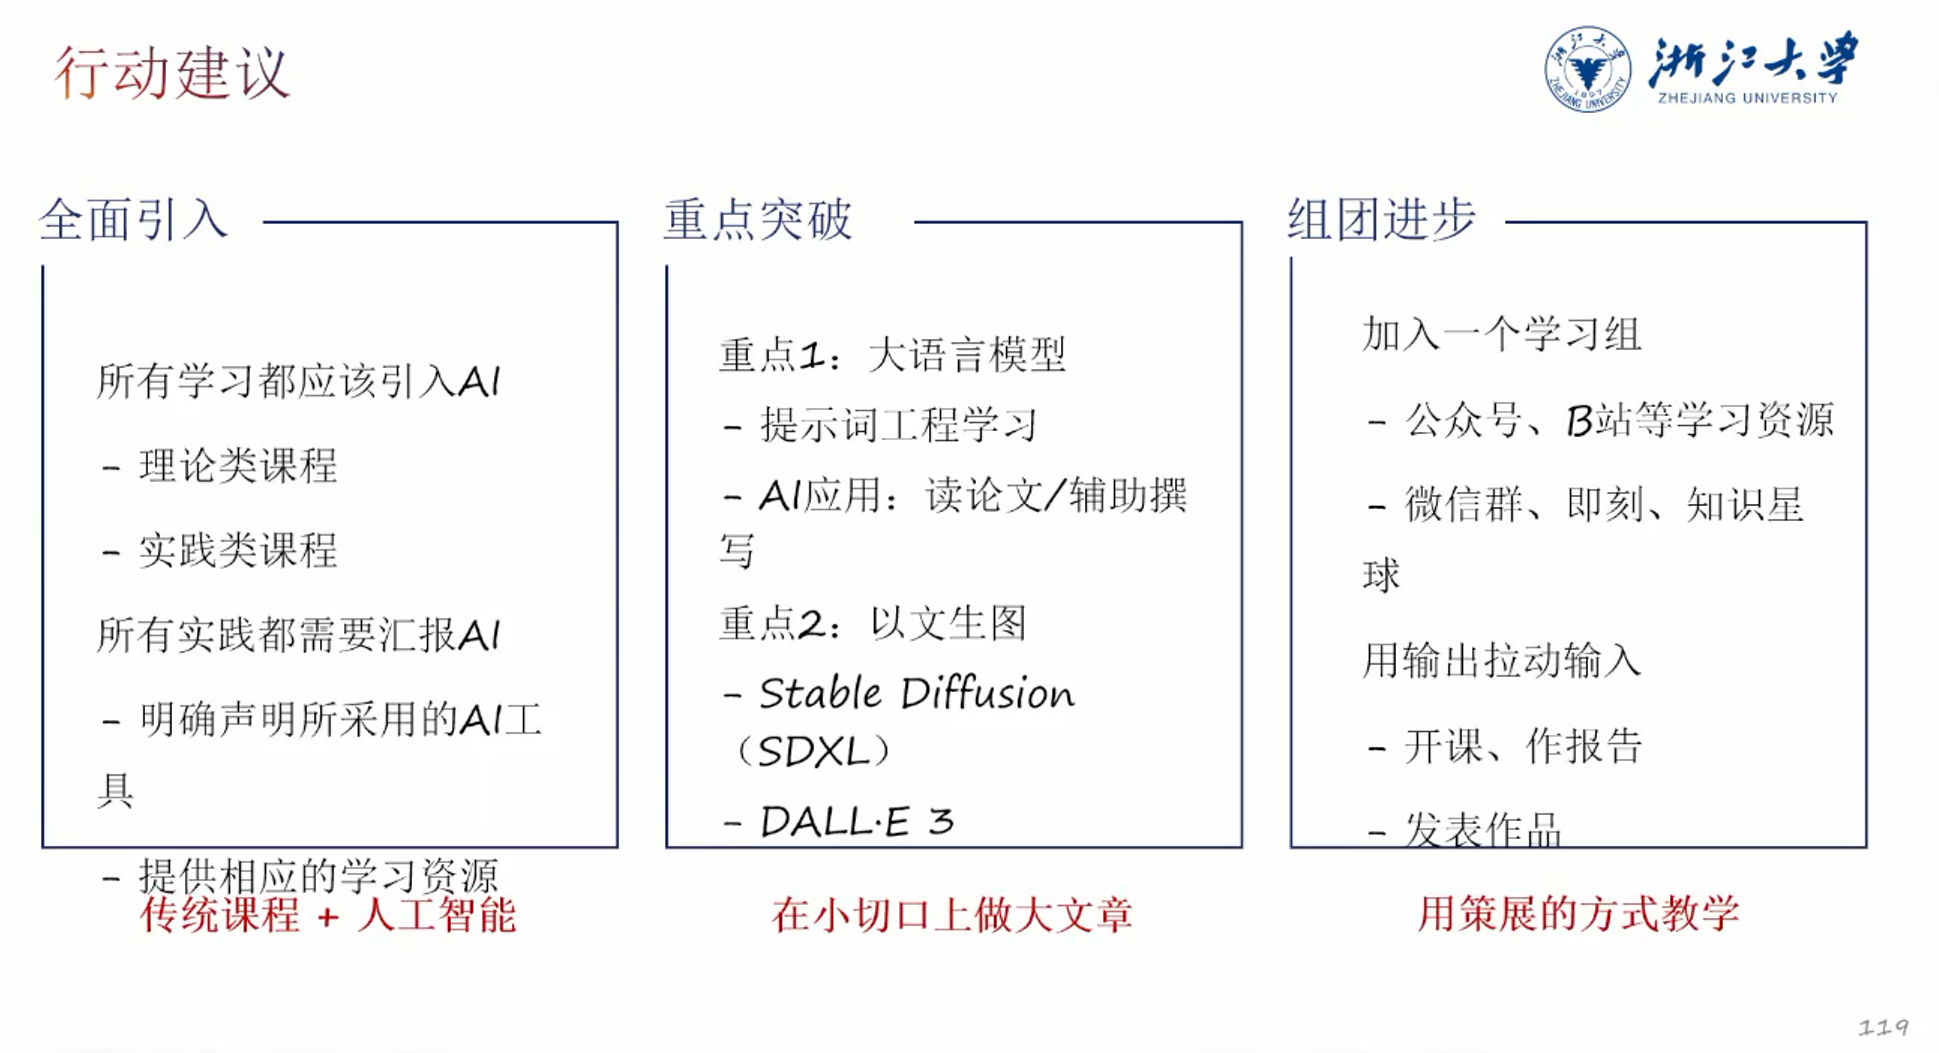 行动建议
浙江大学
ZHEJIANG UNIVERSITY
浙江大学
1897
ZHEJIANG UNIVERSITY
全面引入
所有学习都应该引入AI
- 理论类课程
- 实践类课程
所有实践都需要汇报AI
- 明确声明所采用的AI工
具
- 提供相应的学习资源
传统课程 + 人工智能
重点突破
重点1：大语言模型
- 提示词工程学习
- AI应用：读论文/辅助撰
写
重点2：以文生图
- Stable Diffusion
（SDXL）
- DALL·E 3
在小切口上做大文章
组团进步
加入一个学习组
- 公众号、B站等学习资源
- 微信群、即刻、知识星
球
用输出拉动输入
- 开课、作报告
- 发表作品
用策展的方式教学
119